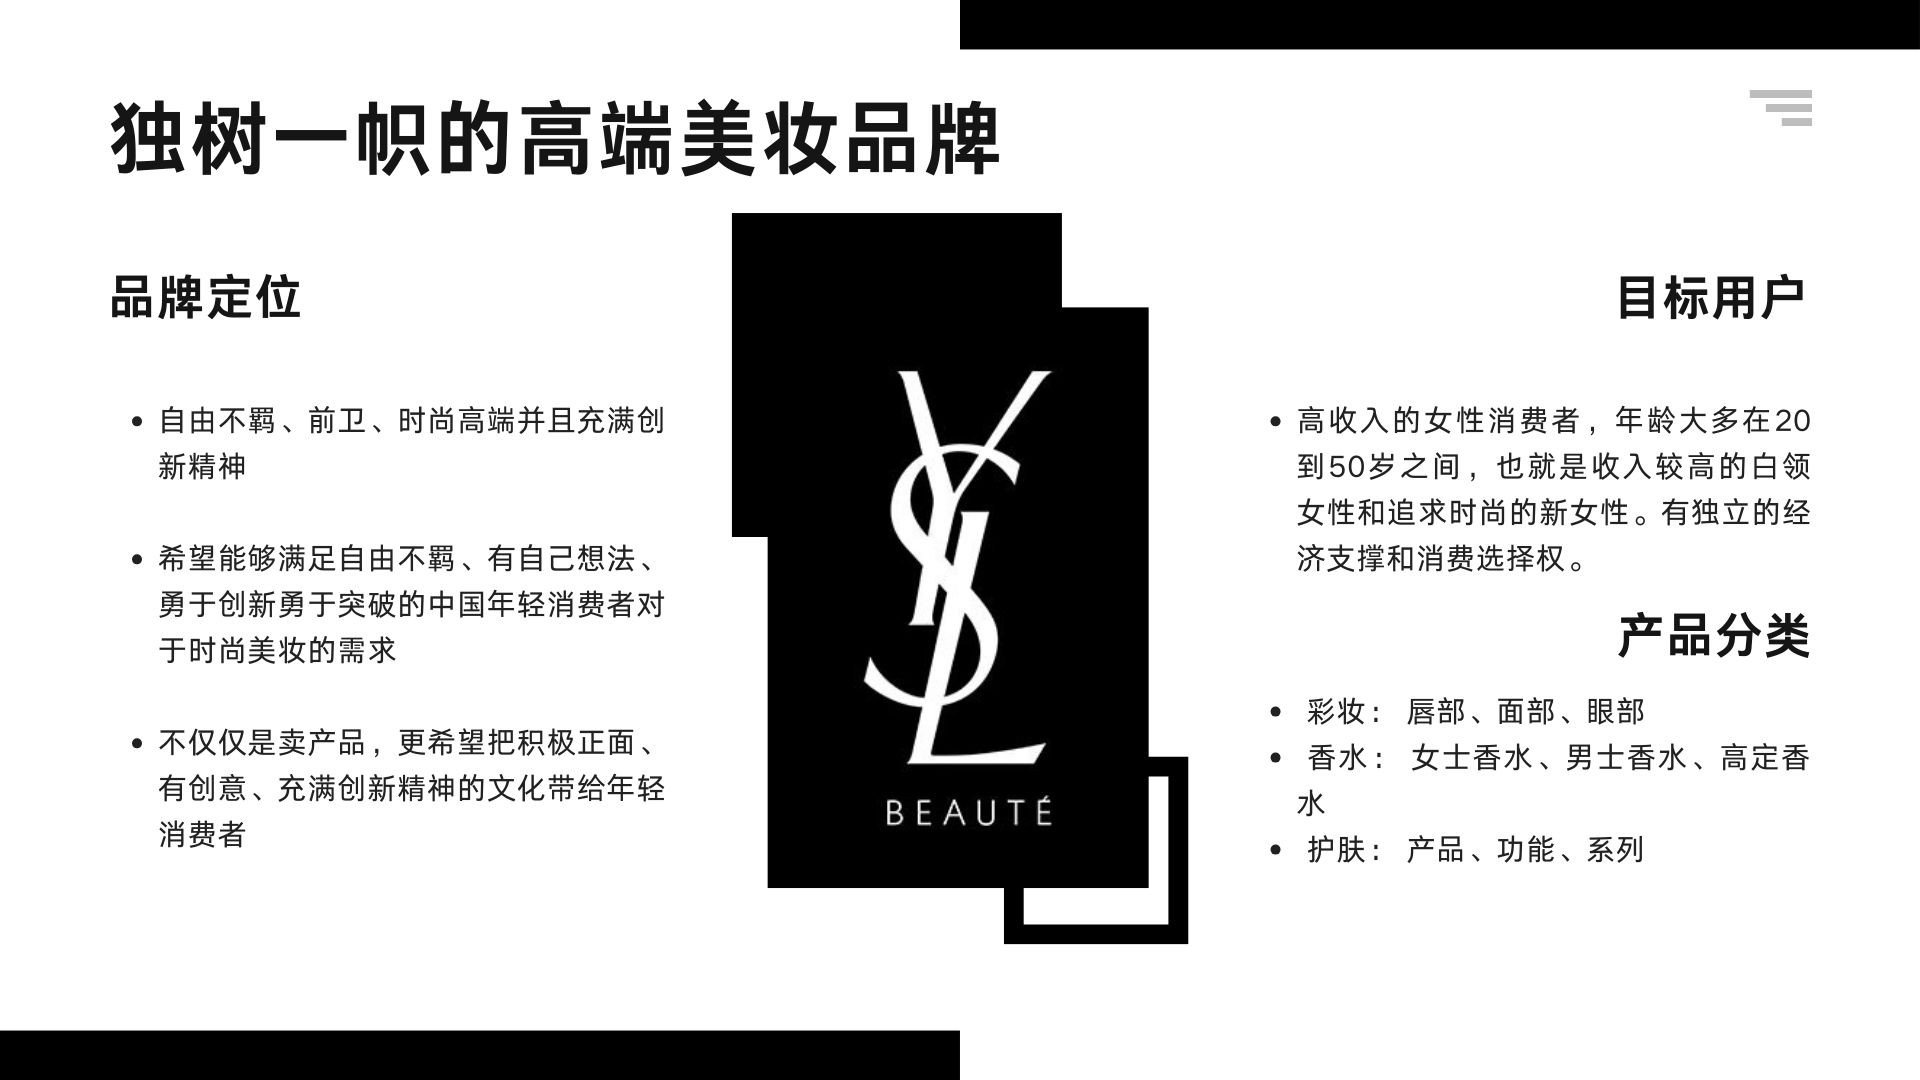 独树一帜的高端美妆品牌
品牌定位
自由不羁、前卫、时尚高端并且充满创
新精神
希望能够满足自由不羁、有自己想法、
勇于创新勇于突破的中国年轻消费者对
于时尚美妆的需求
不仅仅是卖产品，更希望把积极正面、
有创意、充满创新精神的文化带给年轻
消费者
YSL
BEAUTÉ
目标用户
高收入的女性消费者，年龄大多在20
到50岁之间，也就是收入较高的白领
女性和追求时尚的新女性。有独立的经
济支撑和消费选择权。
产品分类
彩妆： 唇部、面部、眼部
香水： 女士香水、男士香水、高定香
水
护肤： 产品、功能、系列